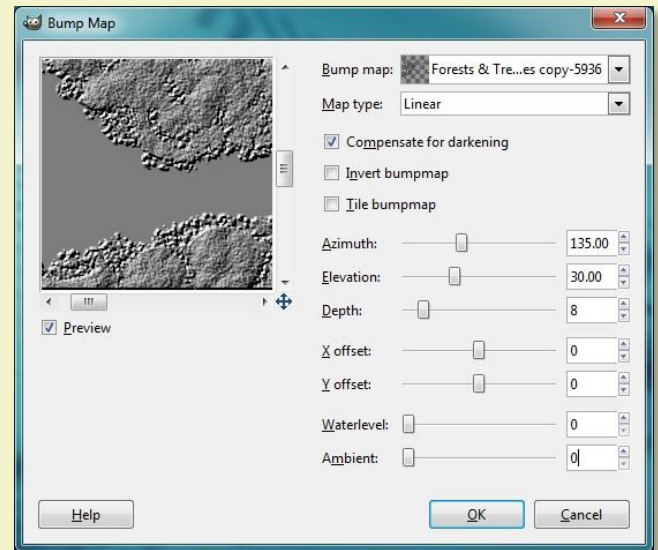 Bump Map
Bump map: Forests & Tre...es copy-5936
Map type: Linear
Compensate for darkening
Invert bumpmap
Tile bumpmap
Azimuth: 135.00
Elevation: 30.00
Depth: 8
Preview
X offset: 0
Y offset: 0
Waterlevel: 0
Ambient: 0
Help
OK
Cancel